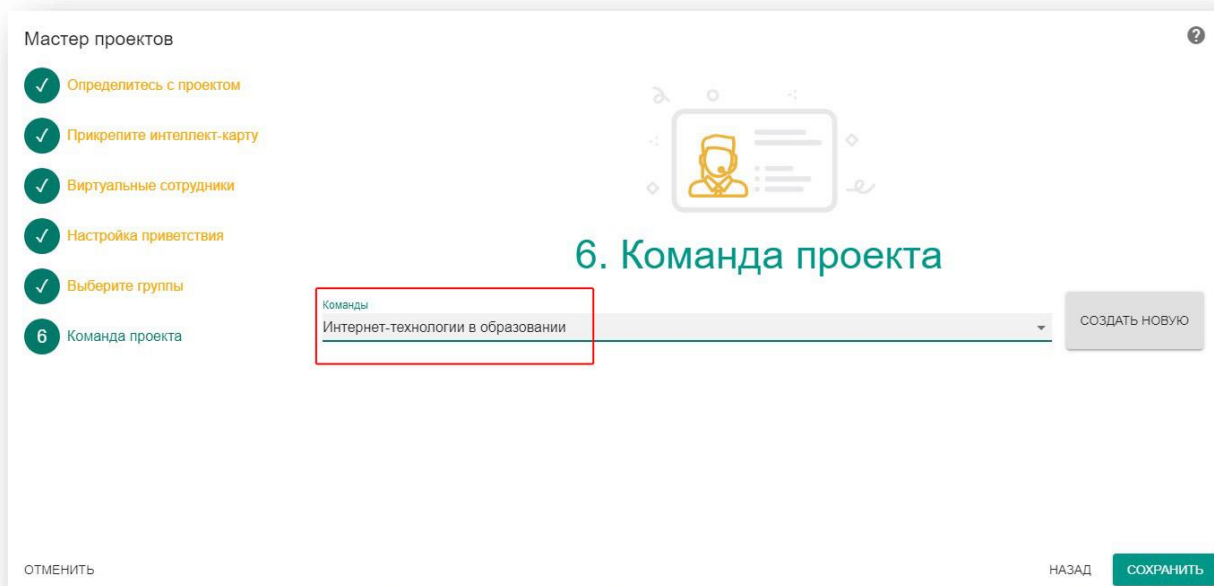 Мастер проектов
Определитесь с проектом
Прикрепите интеллект-карту
Виртуальные сотрудники
Настройка приветствия
Выберите группы
6 Команда проекта
6. Команда проекта
Команды
Интернет-технологии в образовании
СОЗДАТЬ НОВУЮ
ОТМЕНИТЬ
НАЗАД
СОХРАНИТЬ